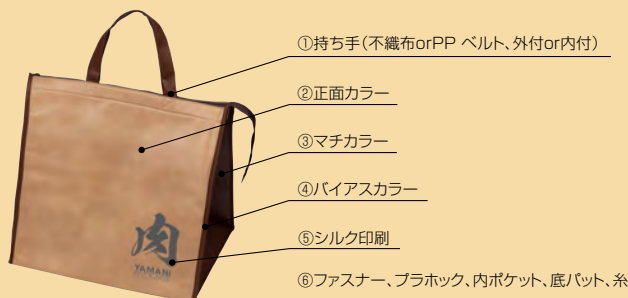 ①持ち手(不織布orPP ベルト、外付or内付)
②正面カラー
③マチカラー
④バイアスカラー
⑤シルク印刷
肉
YAMANI
⑥ファスナー、プラホック、内ポケット、底パット、糸